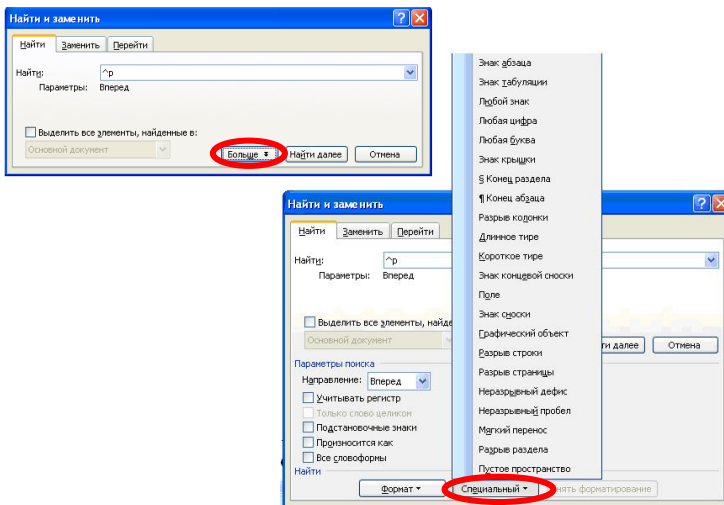 Найти и заменить
Найти Заменить Перейти
Найти: ^p
Параметры: Вперед
Выделить все элементы, найденные в:
Основной документ
Больше Найти далее Отмена
Знак абзаца
Знак табуляции
Любой знак
Любая цифра
Любая буква
Знак крышки
§ Конец раздела
¶ Конец абзаца
Разрыв колонки
Длинное тире
Короткое тире
Знак концевой сноски
Поле
Знак сноски
Графический объект
Разрыв строки
Разрыв страницы
Неразрывный дефис
Неразрывный пробел
Мягкий перенос
Разрыв раздела
Пустое пространство
Найти и заменить
Найти Заменить Перейти
Найти: ^p
Параметры: Вперед
Выделить все элементы, найде
Основной документ
ти далее Отмена
Параметры поиска
Направление: Вперед
Учитывать регистр
Только слово целиком
Подстановочные знаки
Произносится как
Все словоформы
Найти
Формат Специальный нять форматирование